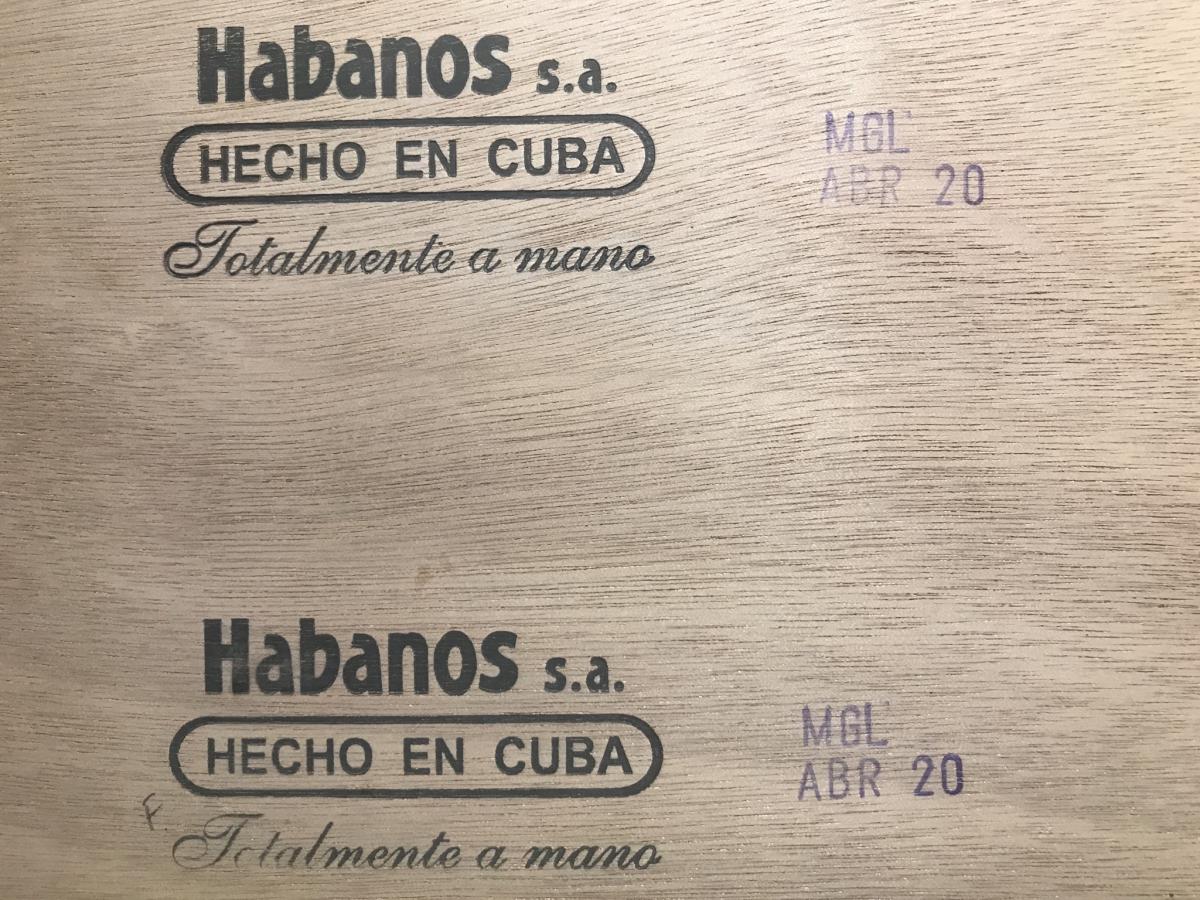 Habanos s.a.
HECHO EN CUBA
Totalmente a mano
MGL
ABR 20
Habanos s.a.
HECHO EN CUBA
Totalmente a mano
MGL
ABR 20
F